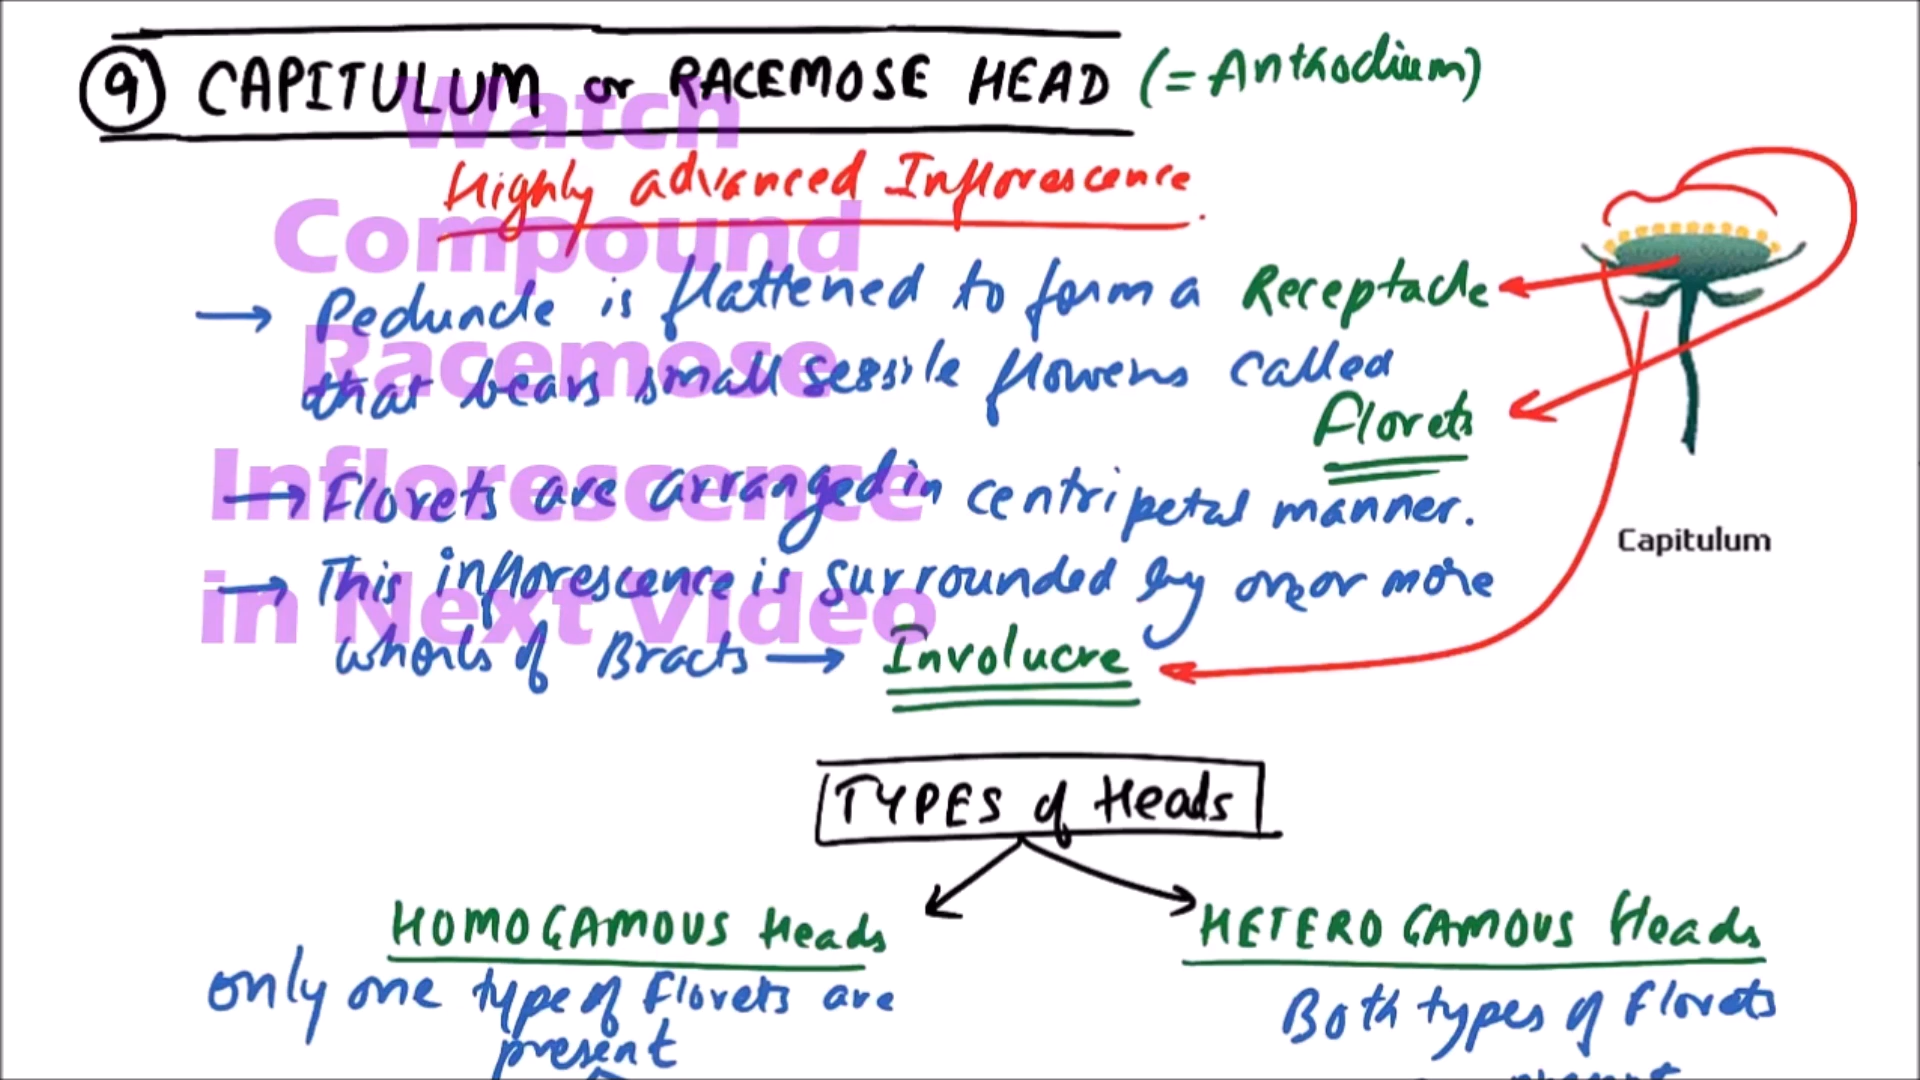 9 CAPITULUM or RACEMOSE HEAD (= Anthodium)
Highly advanced Inflorescence.
→ Peduncle is flattened to form a Receptacle
that bears small sessile flowers called
Florets
→ Florets are arranged in centripetal manner.
→ This inflorescence is surrounded by one or more
whorls of Bracts → Involucre
Capitulum
Watch
Compound
Racemose
Inflorescence
in Next Video
TYPES of Heads
HOMOGAMOUS Heads
only one type of Florets are
present
HETEROGAMOUS Heads
Both types of Florets
present